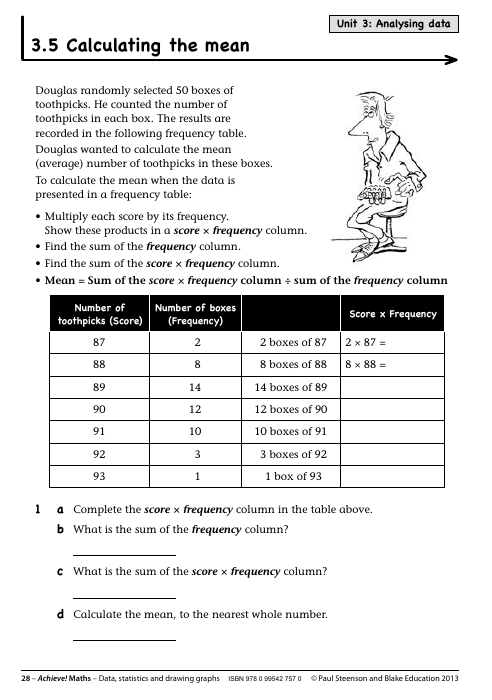 Unit 3: Analysing data
3.5 Calculating the mean
Douglas randomly selected 50 boxes of
toothpicks. He counted the number of
toothpicks in each box. The results are
recorded in the following frequency table.
Douglas wanted to calculate the mean
(average) number of toothpicks in these boxes.
To calculate the mean when the data is
presented in a frequency table:
• Multiply each score by its frequency.
Show these products in a score × frequency column.
• Find the sum of the frequency column.
• Find the sum of the score × frequency column.
• Mean = Sum of the score × frequency column ÷ sum of the frequency column
Number of toothpicks (Score) Number of boxes (Frequency) Score x Frequency
87 2 2 boxes of 87 2 × 87 =
88 8 8 boxes of 88 8 × 88 =
89 14 14 boxes of 89
90 12 12 boxes of 90
91 10 10 boxes of 91
92 3 3 boxes of 92
93 1 1 box of 93
1 a Complete the score × frequency column in the table above.
b What is the sum of the frequency column?
c What is the sum of the score × frequency column?
d Calculate the mean, to the nearest whole number.
28 – Achieve! Maths – Data, statistics and drawing graphs ISBN 978 0 99542 757 0 © Paul Steenson and Blake Education 2013